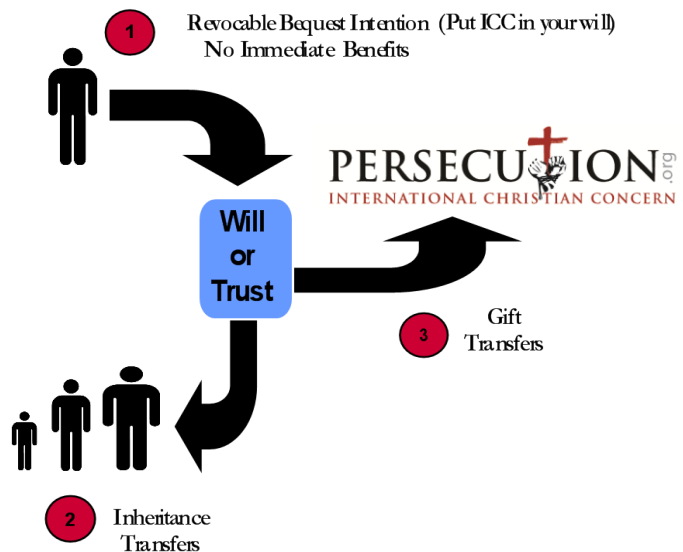 1
Revocable Bequest Intention (Put ICC in your will)
No Immediate Benefits
PERSECUTION.org
INTERNATIONAL CHRISTIAN CONCERN
Will
or
Trust
3
Gift
Transfers
2
Inheritance
Transfers